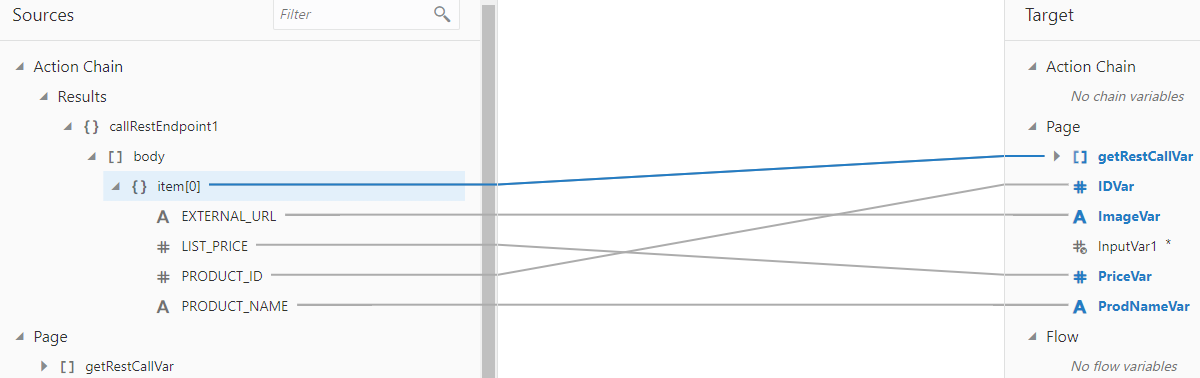 Sources
Filter
Target
Action Chain
Action Chain
Results
No chain variables
{} callRestEndpoint1
Page
[] body
[] getRestCallVar
{} item[0]
# IDVar
A EXTERNAL_URL
A ImageVar
# LIST_PRICE
InputVar1 *
# PRODUCT_ID
# PriceVar
A PRODUCT_NAME
A ProdNameVar
Page
Flow
[] getRestCallVar
No flow variables